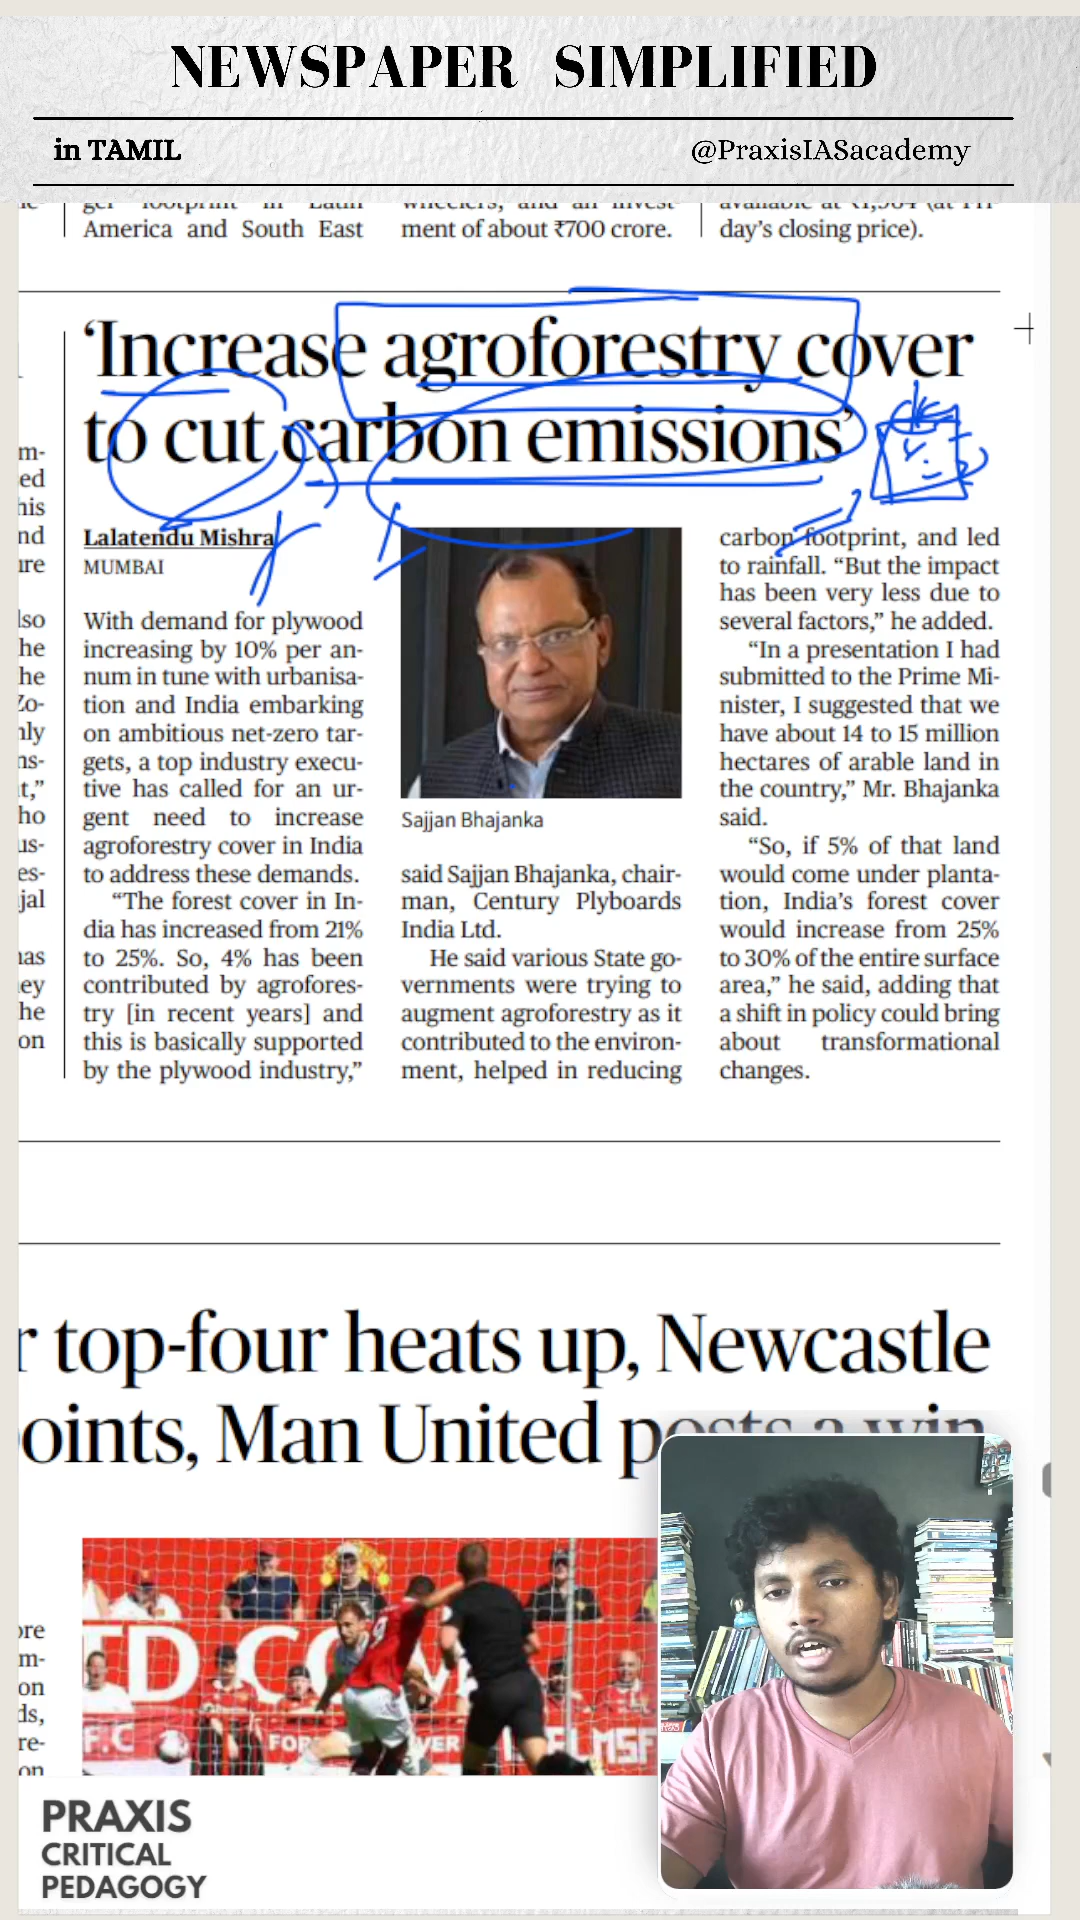 NEWSPAPER SIMPLIFIED
in TAMIL
@PraxisIASacademy
America and South East
ment of about ₹700 crore.
day's closing price).
'Increase agroforestry cover
to cut carbon emissions'
Lalatendu Mishra
MUMBAI
With demand for plywood
increasing by 10% per an-
num in tune with urbanisa-
tion and India embarking
on ambitious net-zero tar-
gets, a top industry execu-
tive has called for an ur-
gent need to increase
agroforestry cover in India
to address these demands.
"The forest cover in In-
dia has increased from 21%
to 25%. So, 4% has been
contributed by agrofores-
try [in recent years] and
this is basically supported
by the plywood industry,"
Sajjan Bhajanka
said Sajjan Bhajanka, chair-
man, Century Plyboards
India Ltd.
He said various State go-
vernments were trying to
augment agroforestry as it
contributed to the environ-
ment, helped in reducing
carbon footprint, and led
to rainfall. "But the impact
has been very less due to
several factors," he added.
"In a presentation I had
submitted to the Prime Mi-
nister, I suggested that we
have about 14 to 15 million
hectares of arable land in
the country," Mr. Bhajanka
said.
"So, if 5% of that land
would come under planta-
tion, India's forest cover
would increase from 25%
to 30% of the entire surface
area," he said, adding that
a shift in policy could bring
about transformational
changes.
r top-four heats up, Newcastle
oints, Man United posts a win
PRAXIS
CRITICAL
PEDAGOGY